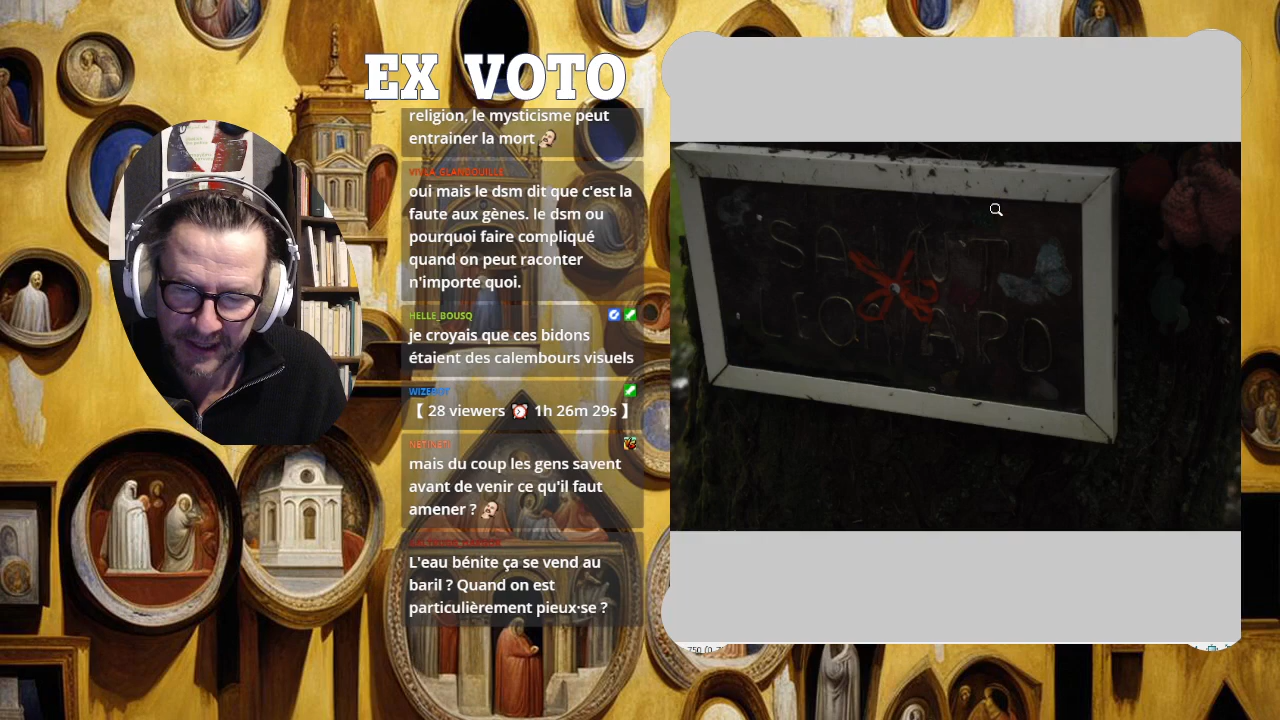 EX VOTO
religion, le mysticisme peut
entrainer la mort
oui mais le dsm dit que c'est la
faute aux gènes. le dsm ou
pourquoi faire compliqué
quand on peut raconter
n'importe quoi.
HELLE_BOUSQ
je croyais que ces bidons
étaient des calembours visuels
【 28 viewers ⏰ 1h 26m 29s 】
mais du coup les gens savent
avant de venir ce qu'il faut
amener ?
L'eau bénite ça se vend au
baril ? Quand on est
particulièrement pieux·se ?
SAINT
LEONARD